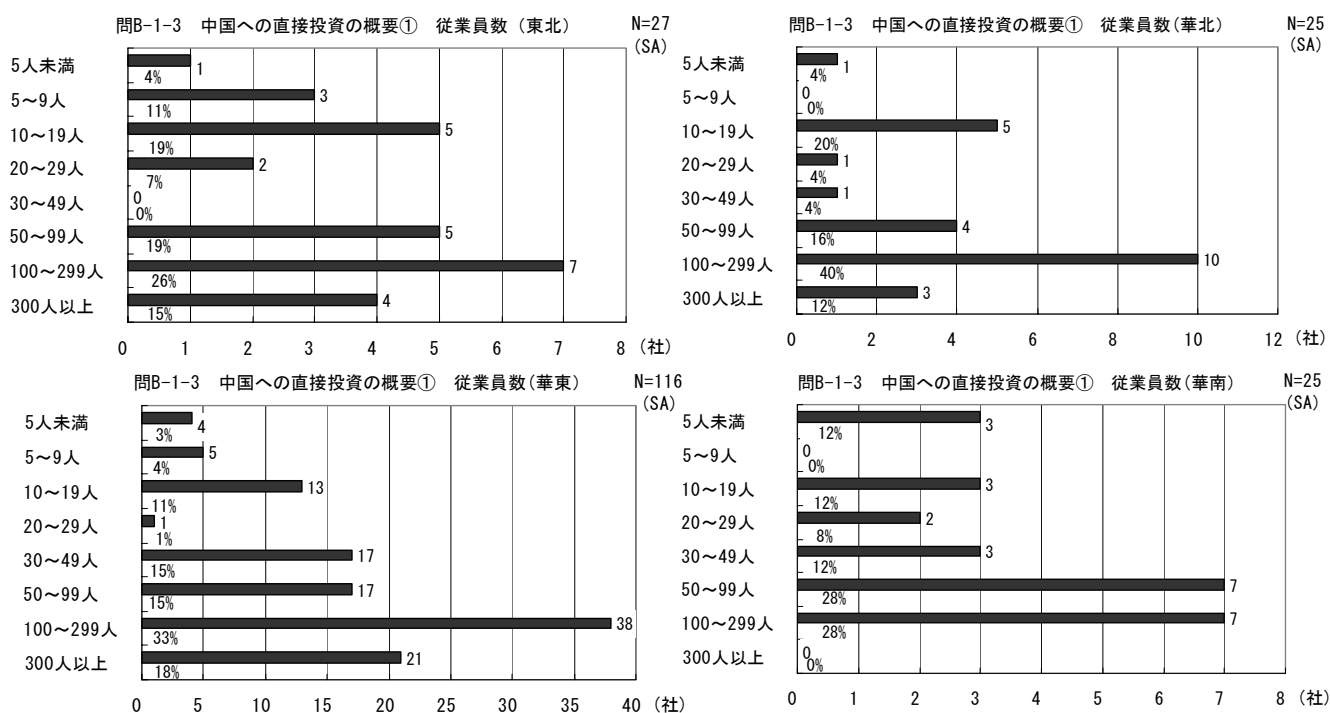 問B-1-3　中国への直接投資の概要①　従業員数（東北）
N=27
(SA)
5人未満
1
4%
5～9人
3
11%
10～19人
5
19%
20～29人
2
7%
30～49人
0
0%
50～99人
5
19%
100～299人
7
26%
300人以上
4
15%
0 1 2 3 4 5 6 7 8 (社)
問B-1-3　中国への直接投資の概要①　従業員数(華北)
N=25
(SA)
5人未満
1
4%
5～9人
0
0%
10～19人
5
20%
20～29人
1
4%
30～49人
1
4%
50～99人
4
16%
100～299人
10
40%
300人以上
3
12%
0 2 4 6 8 10 12 (社)
問B-1-3　中国への直接投資の概要①　従業員数(華東)
N=116
(SA)
5人未満
4
3%
5～9人
5
4%
10～19人
13
11%
20～29人
1
1%
30～49人
17
15%
50～99人
17
15%
100～299人
38
33%
300人以上
21
18%
0 5 10 15 20 25 30 35 40 (社)
問B-1-3　中国への直接投資の概要①　従業員数(華南)
N=25
(SA)
5人未満
3
12%
5～9人
0
0%
10～19人
3
12%
20～29人
2
8%
30～49人
3
12%
50～99人
7
28%
100～299人
7
28%
300人以上
0
0%
0 1 2 3 4 5 6 7 8 (社)